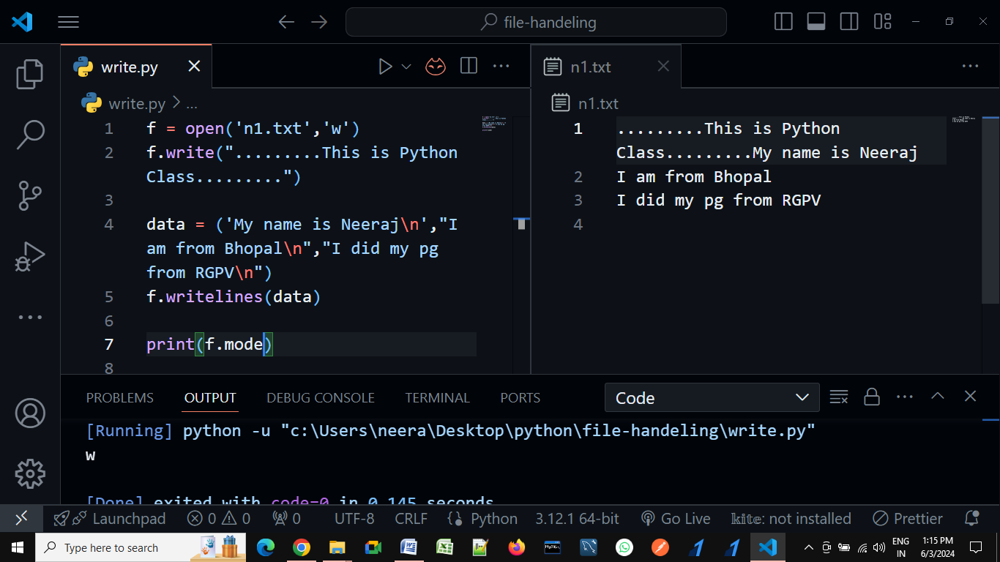 file-handeling
write.py
n1.txt
write.py > ...
n1.txt
1 f = open('n1.txt','w')
2 f.write(".........This is Python
Class.........")
3
4 data = ('My name is Neeraj\n',"I
am from Bhopal\n","I did my pg
from RGPV\n")
5 f.writelines(data)
6
7 print(f.mode)
8
1 .........This is Python
Class.........My name is Neeraj
2 I am from Bhopal
3 I did my pg from RGPV
4
PROBLEMS OUTPUT DEBUG CONSOLE TERMINAL PORTS Code
[Running] python -u "c:\Users\neera\Desktop\python\file-handeling\write.py"
w
[Done] exited with code=0 in 0.145 seconds
Launchpad 0 0 0 UTF-8 CRLF Python 3.12.1 64-bit Go Live kite: not installed Prettier
Type here to search
ENG
IN
1:15 PM
6/3/2024